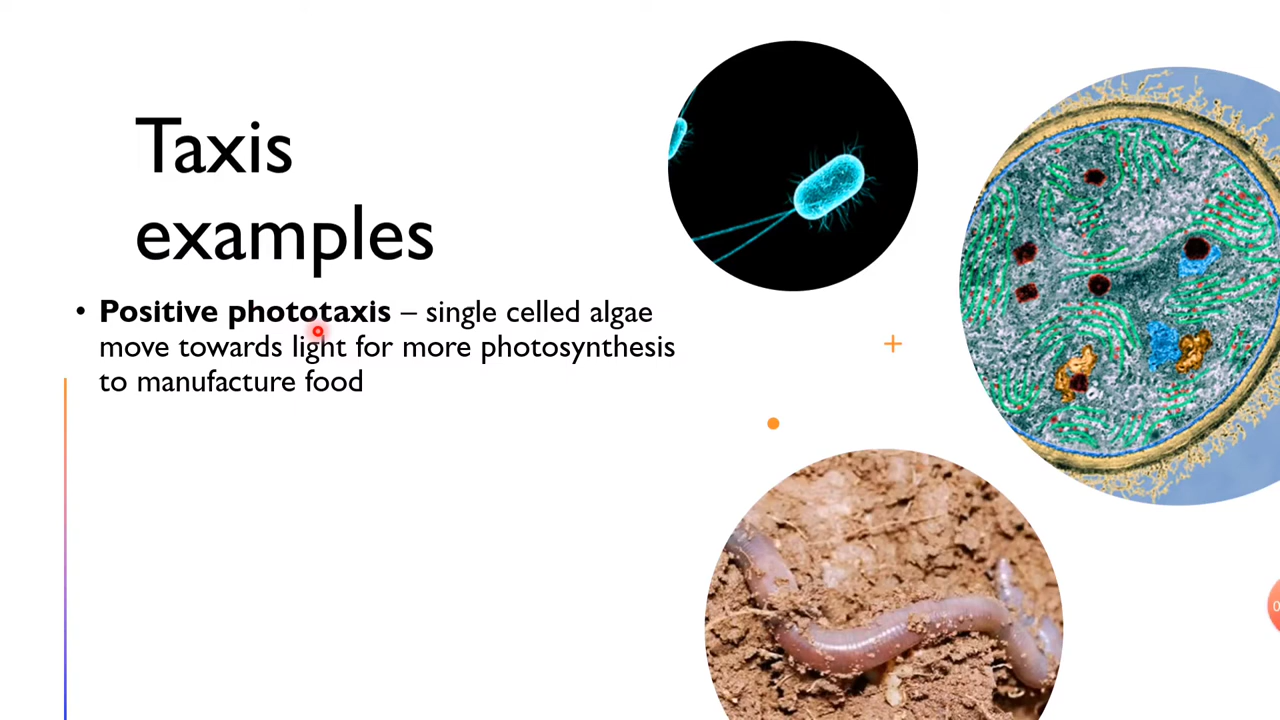 Taxis
examples
• Positive phototaxis – single celled algae
move towards light for more photosynthesis
to manufacture food